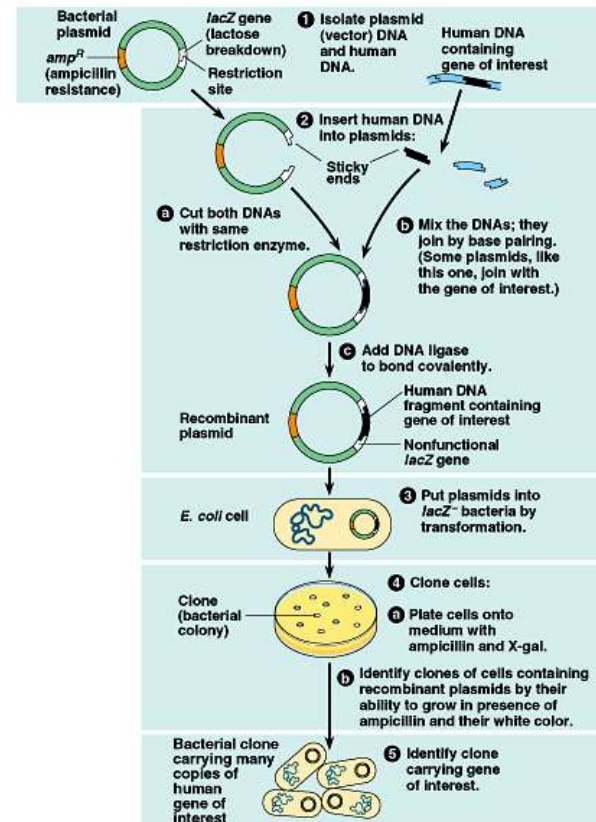 Bacterial
plasmid
lacZ gene
(lactose
breakdown)
ampR
(ampicillin
resistance)
Restriction
site
1 Isolate plasmid
(vector) DNA
and human
DNA.
Human DNA
containing
gene of interest
2 Insert human DNA
into plasmids:
Sticky
ends
a Cut both DNAs
with same
restriction enzyme.
b Mix the DNAs; they
join by base pairing.
(Some plasmids, like
this one, join with
the gene of interest.)
c Add DNA ligase
to bond covalently.
Recombinant
plasmid
Human DNA
fragment containing
gene of interest
Nonfunctional
lacZ gene
E. coli cell
3 Put plasmids into
lacZ– bacteria by
transformation.
4 Clone cells:
Clone
(bacterial
colony)
a Plate cells onto
medium with
ampicillin and X-gal.
b Identify clones of cells containing
recombinant plasmids by their
ability to grow in presence of
ampicillin and their white color.
Bacterial clone
carrying many
copies of
human
gene of
interest
5 Identify clone
carrying gene
of interest.